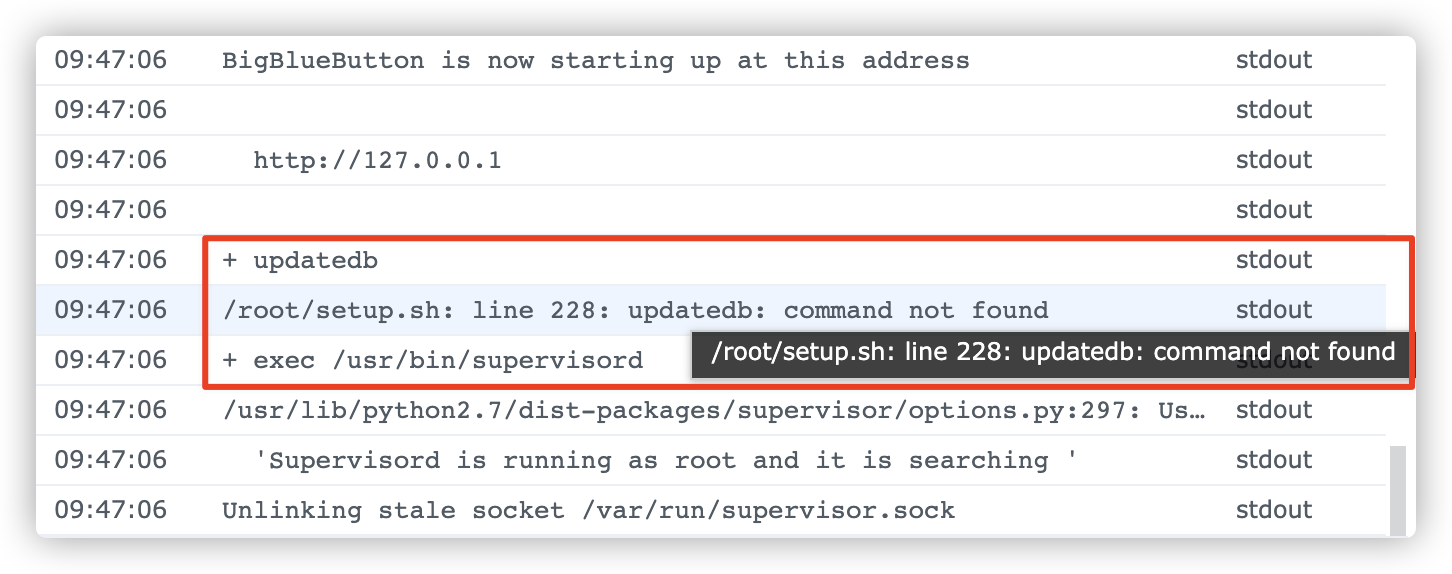 09:47:06 BigBlueButton is now starting up at this address stdout
09:47:06 stdout
09:47:06 http://127.0.0.1 stdout
09:47:06 stdout
09:47:06 + updatedb stdout
09:47:06 /root/setup.sh: line 228: updatedb: command not found stdout
/root/setup.sh: line 228: updatedb: command not found
09:47:06 + exec /usr/bin/supervisord stdout
09:47:06 /usr/lib/python2.7/dist-packages/supervisor/options.py:297: Us… stdout
09:47:06 'Supervisord is running as root and it is searching ' stdout
09:47:06 Unlinking stale socket /var/run/supervisor.sock stdout